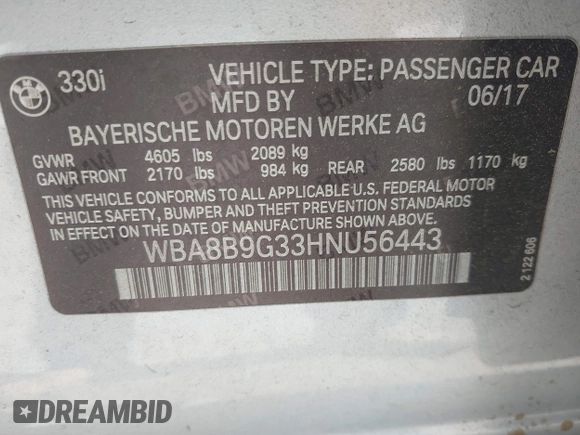 330i VEHICLE TYPE: PASSENGER CAR
MFD BY 06/17
BAYERISCHE MOTOREN WERKE AG
GVWR 4605 lbs 2089 kg
GAWR FRONT 2170 lbs 984 kg REAR 2580 lbs 1170 kg
THIS VEHICLE CONFORMS TO ALL APPLICABLE U.S. FEDERAL MOTOR
VEHICLE SAFETY, BUMPER AND THEFT PREVENTION STANDARDS
IN EFFECT ON THE DATE OF MANUFACTURE SHOWN ABOVE.
WBA8B9G33HNU56443
2 122 606
DREAMBID